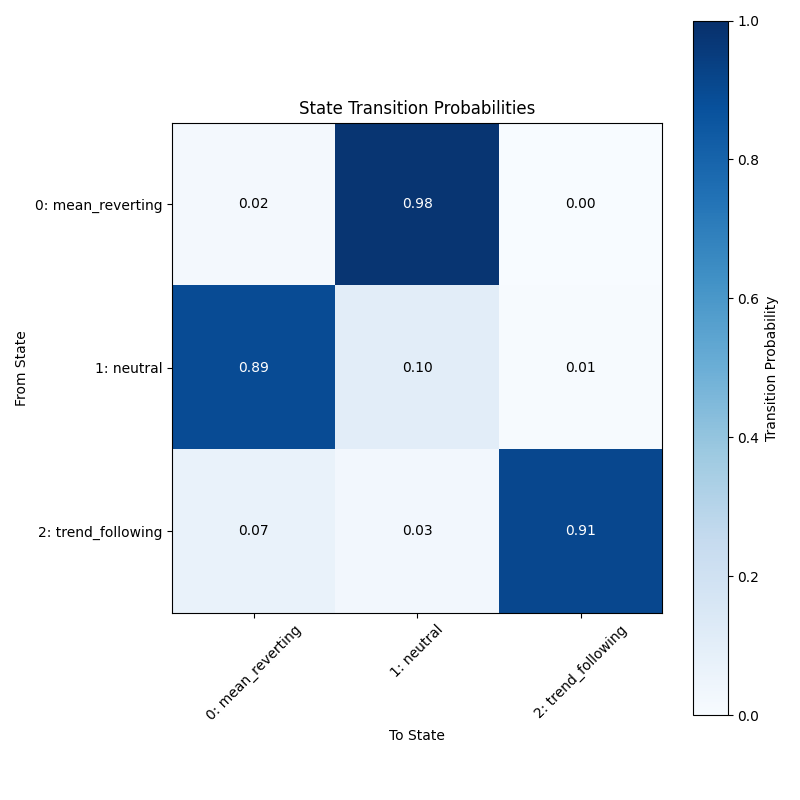 State Transition Probabilities
From State
0: mean_reverting
0.02 0.98 0.00
1: neutral
0.89 0.10 0.01
2: trend_following
0.07 0.03 0.91
0: mean_reverting
1: neutral
2: trend_following
To State
1.0
0.8
0.6
0.4
0.2
0.0
Transition Probability